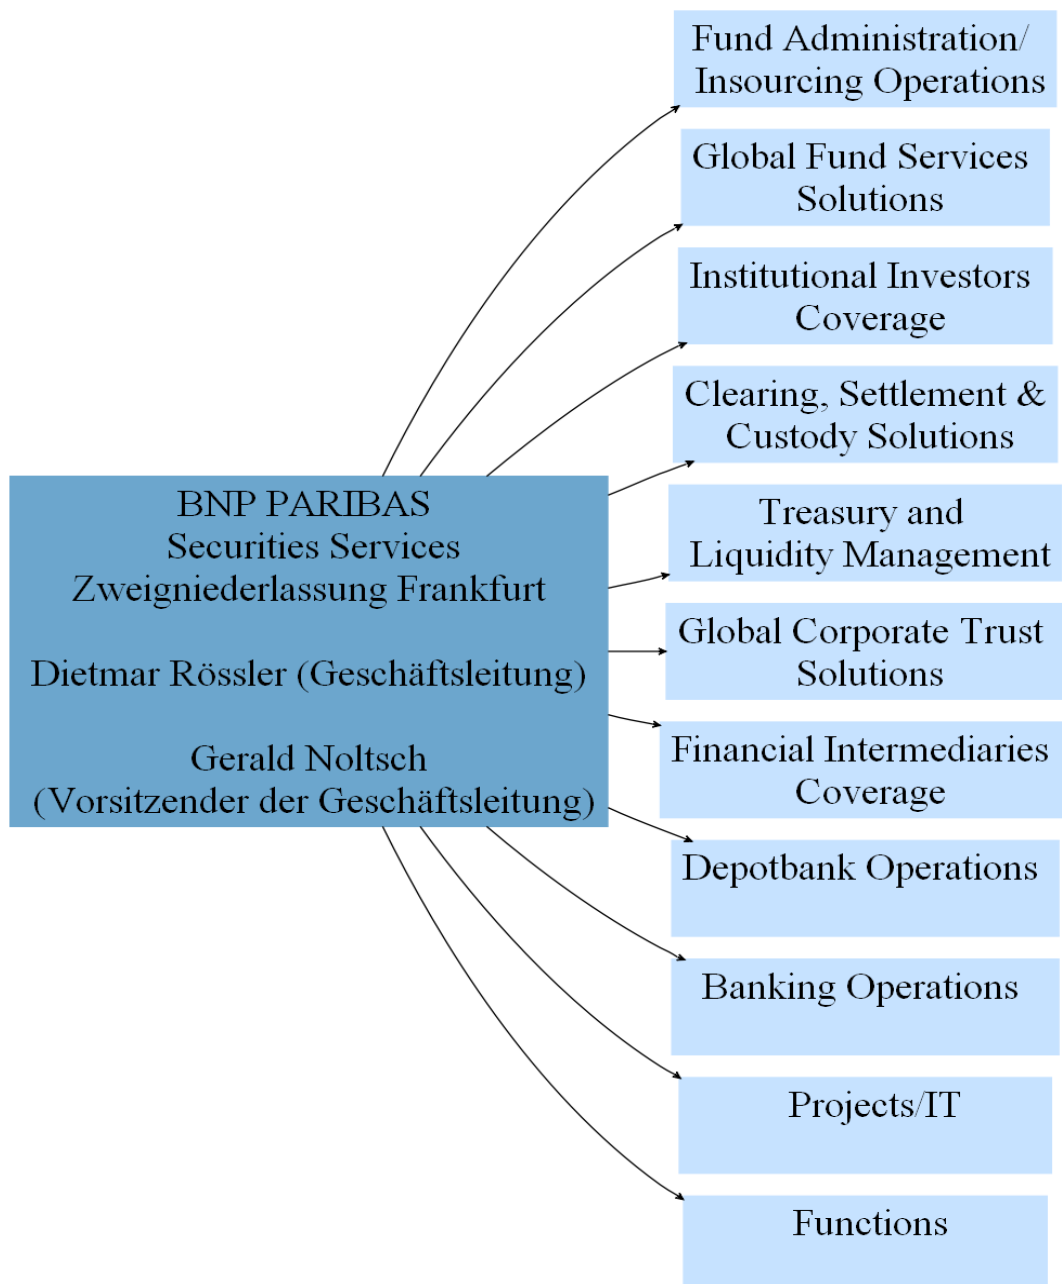 Fund Administration/
Insourcing Operations
Global Fund Services
Solutions
Institutional Investors
Coverage
Clearing, Settlement &
Custody Solutions
BNP PARIBAS
Securities Services
Zweigniederlassung Frankfurt
Dietmar Rössler (Geschäftsleitung)
Gerald Noltsch
(Vorsitzender der Geschäftsleitung)
Treasury and
Liquidity Management
Global Corporate Trust
Solutions
Financial Intermediaries
Coverage
Depotbank Operations
Banking Operations
Projects/IT
Functions